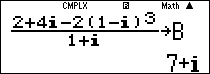 CMPLX R Math ▲
2+4i-2(1-i)³
1+i
→B
7+i